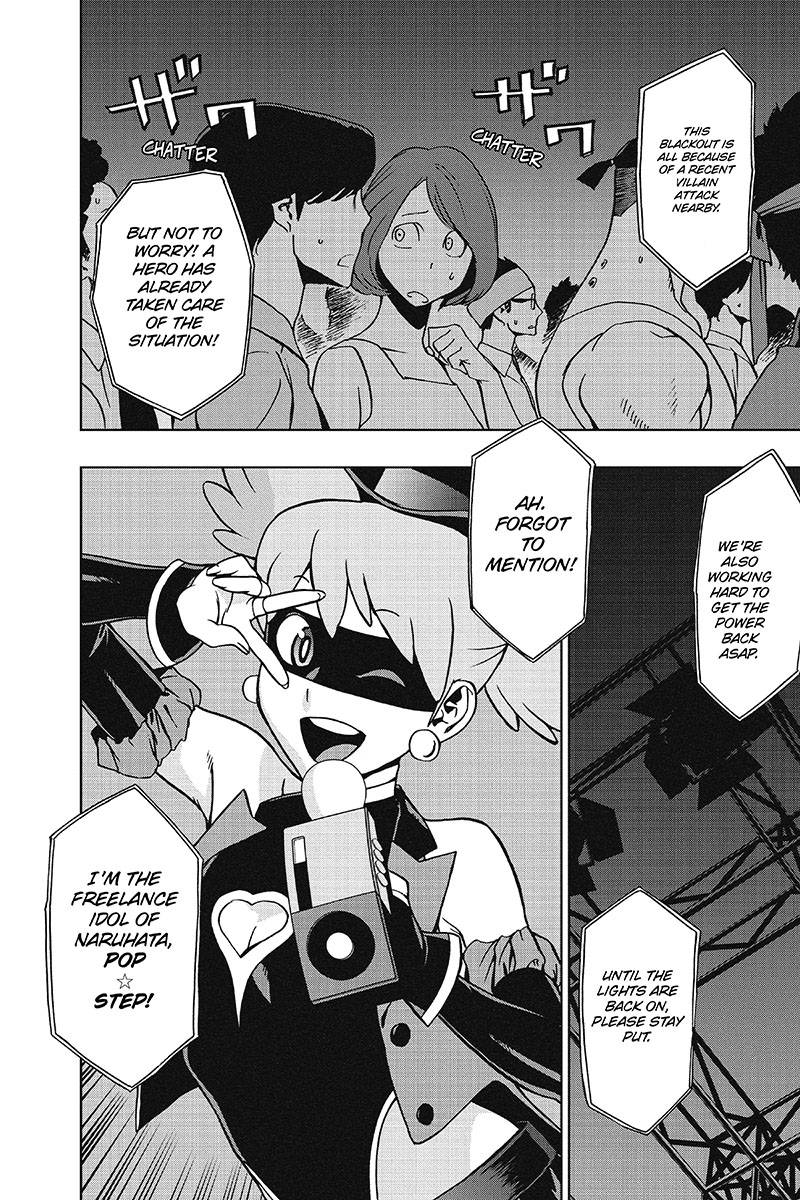 THIS
BLACKOUT IS
ALL BECAUSE
OF A RECENT
VILLAIN
ATTACK
NEARBY.
ザワ
CHATTER
ザワ
CHATTER
BUT NOT TO
WORRY! A
HERO HAS
ALREADY
TAKEN CARE
OF THE
SITUATION!
WE'RE
ALSO
WORKING
HARD TO
GET THE
POWER
BACK
ASAP.
UNTIL THE
LIGHTS ARE
BACK ON,
PLEASE STAY
PUT.
AH.
FORGOT
TO
MENTION!
I'M THE
FREELANCE
IDOL OF
NARUHATA,
POP
☆
STEP!